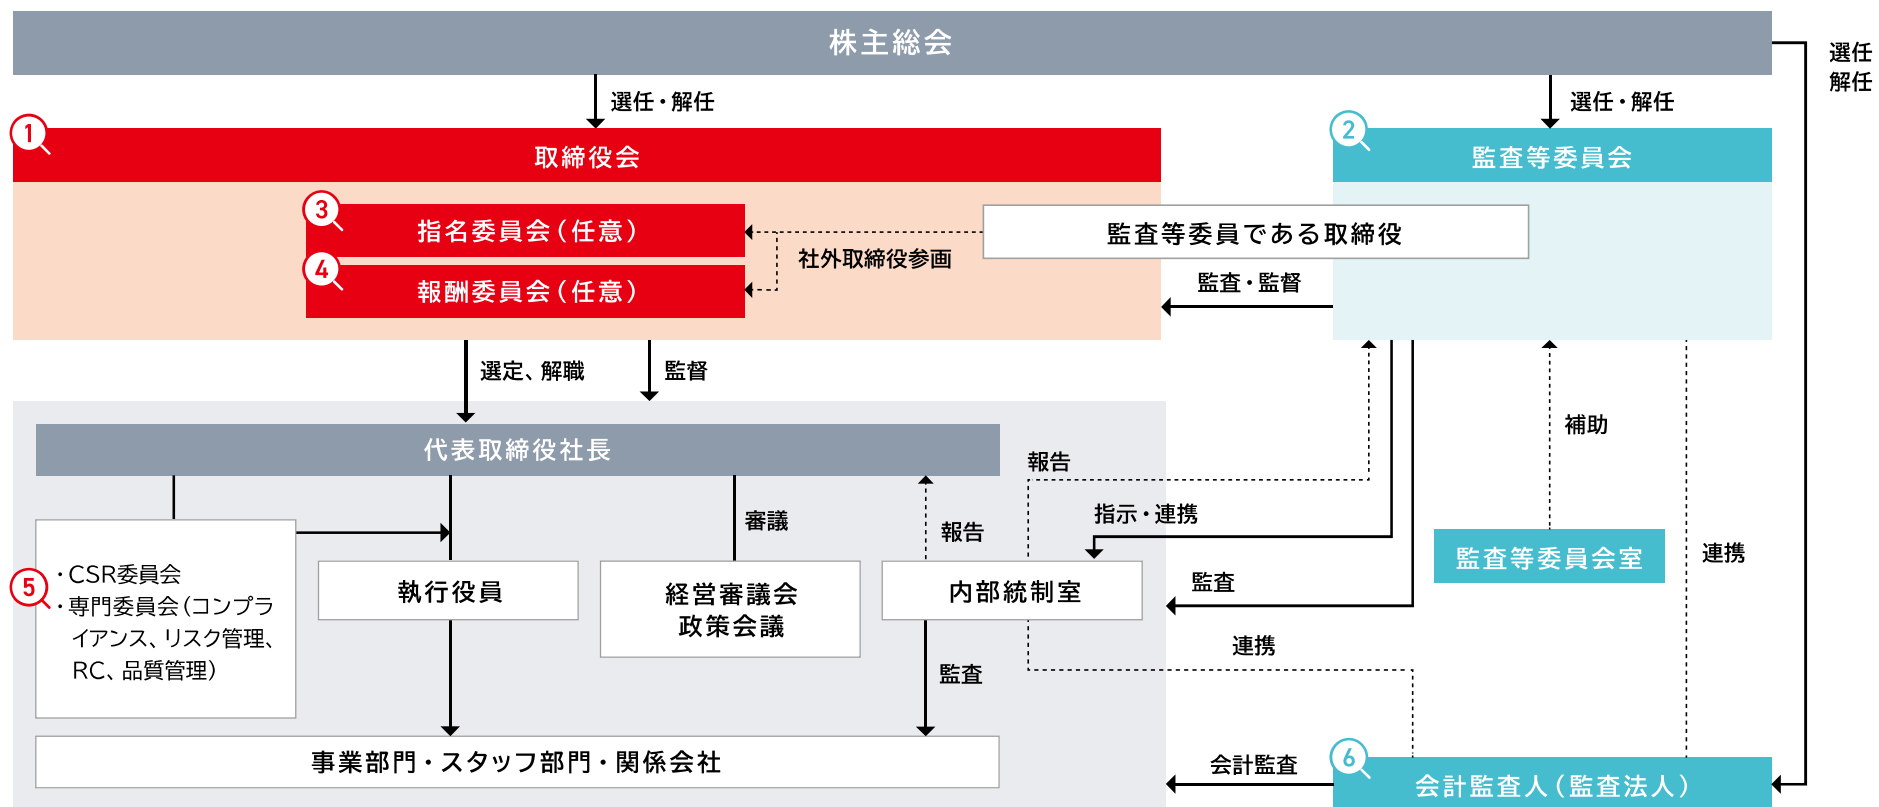 株主総会
選任
解任
選任・解任
選任・解任
1
取締役会
2
監査等委員会
3
指名委員会（任意）
監査等委員である取締役
社外取締役参画
4
報酬委員会（任意）
監査・監督
選定、解職
監督
補助
代表取締役社長
報告
指示・連携
審議
報告
監査等委員会室
連携
5
・CSR委員会
・専門委員会（コンプラ
イアンス、リスク管理、
RC、品質管理）
執行役員
経営審議会
政策会議
内部統制室
監査
連携
監査
事業部門・スタッフ部門・関係会社
会計監査
6
会計監査人（監査法人）